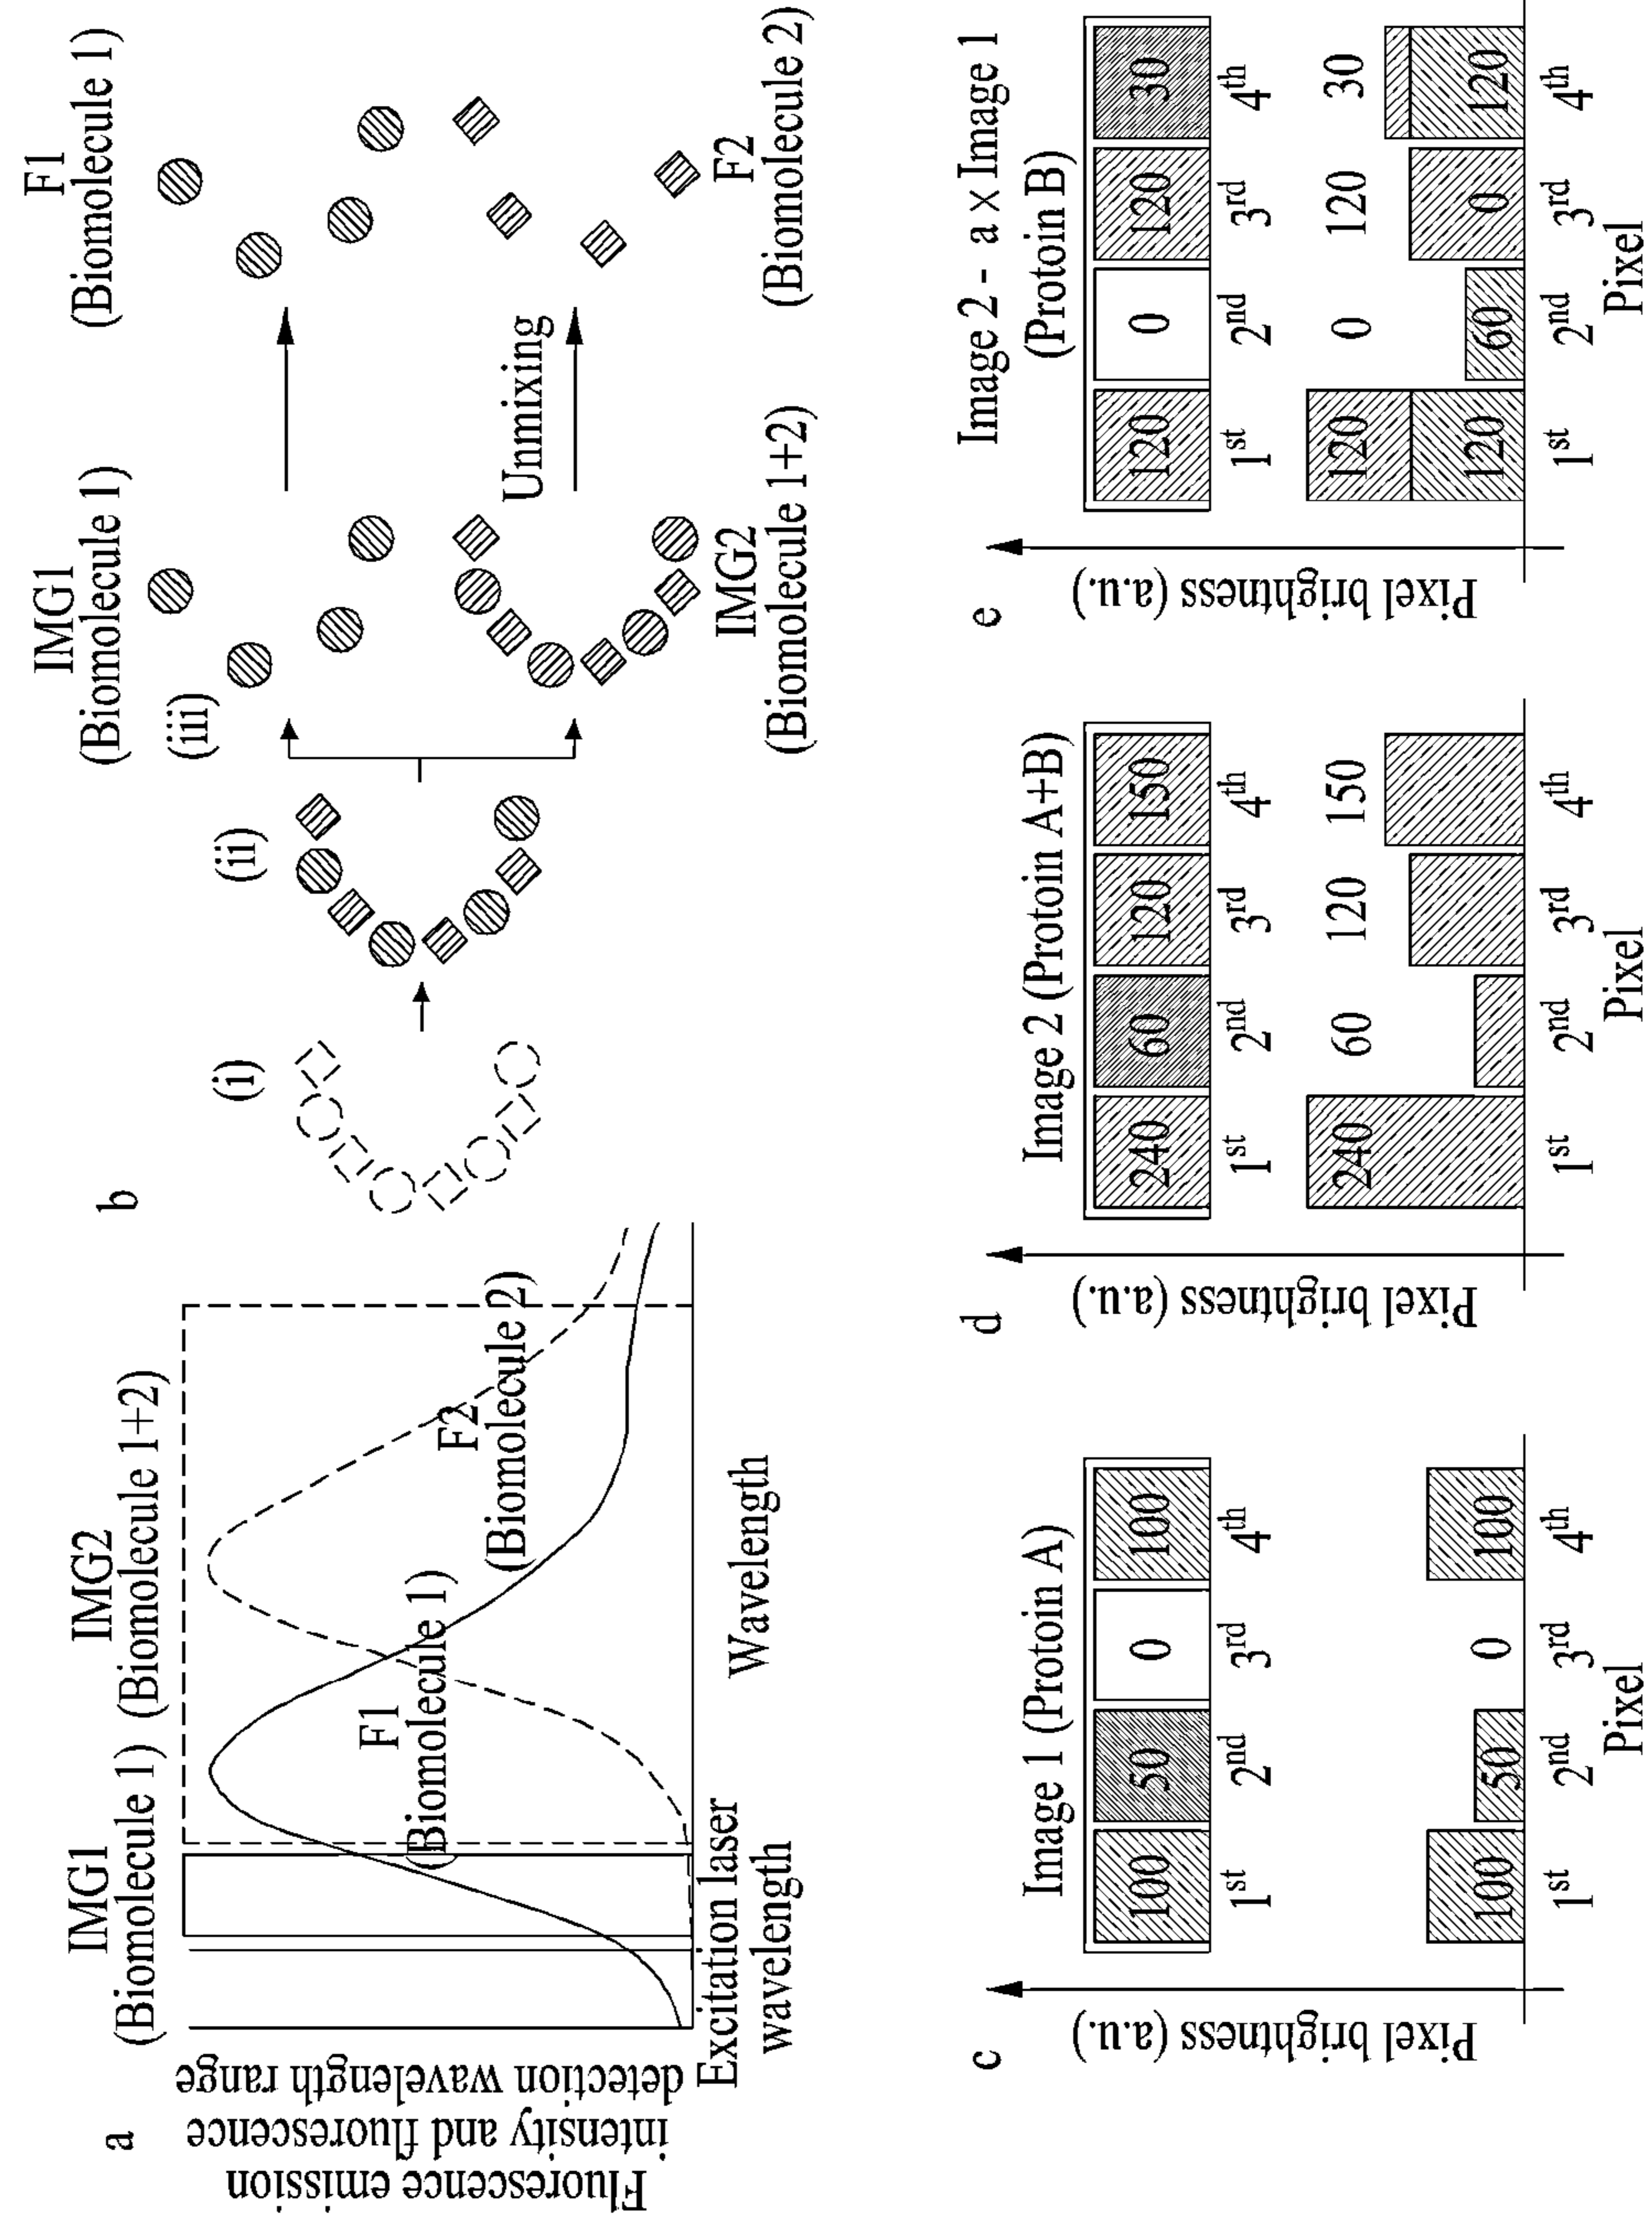 a
IMG1
(Biomolecule 1)
IMG2
(Biomolecule 1+2)
F1
(Biomolecule 1)
F2
(Biomolecule 2)
Fluorescence emission
intensity and fluorescence
detection wavelength range
Excitation laser
wavelength
Wavelength
b
(i)
(ii)
(iii)
IMG1
(Biomolecule 1)
IMG2
(Biomolecule 1+2)
Unmixing
F1
(Biomolecule 1)
F2
(Biomolecule 2)
c
Image 1 (Protoin A)
100 50 0 100
1st 2nd 3rd 4th
Pixel brightness (a.u.)
100 50 0 100
1st 2nd 3rd 4th
Pixel
d
Image 2 (Protoin A+B)
240 60 120 150
1st 2nd 3rd 4th
Pixel brightness (a.u.)
240 60 120 150
1st 2nd 3rd 4th
Pixel
e
Image 2 - a × Image 1
(Protoin B)
120 0 120 30
1st 2nd 3rd 4th
Pixel brightness (a.u.)
120 0 120 30
120 60 0 120
1st 2nd 3rd 4th
Pixel